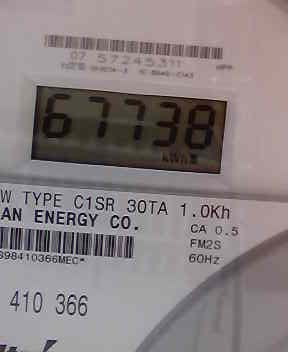 07 57245311
67738
kWh
W TYPE C1SR 30TA 1.0Kh
AN ENERGY CO. CA 0.5
FM2S
398410366MEC* 60Hz
410 366